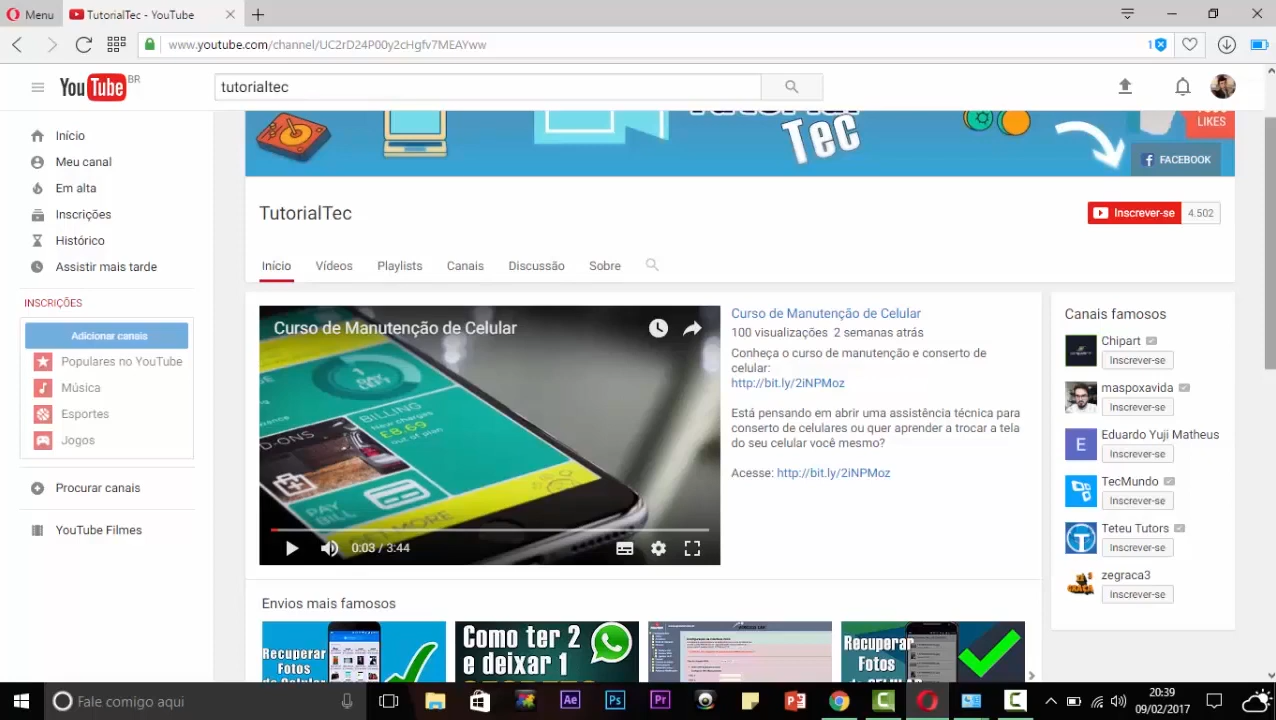 Menu
TutorialTec - YouTube
www.youtube.com/channel/UC2rD24P00y2cHgfv7MEAYww
1
YouTube BR
tutorialtec
Tec
LIKES
FACEBOOK
Início
Meu canal
Em alta
Inscrições
Histórico
Assistir mais tarde
INSCRIÇÕES
Adicionar canais
Populares no YouTube
Música
Esportes
Jogos
Procurar canais
YouTube Filmes
TutorialTec
Inscrever-se 4.502
Início Vídeos Playlists Canais Discussão Sobre
Curso de Manutenção de Celular
BILLING
£8.69
out of plan
0:03 / 3:44
Curso de Manutenção de Celular
100 visualizações 2 semanas atrás
Conheça o curso de manutenção e conserto de
celular:
http://bit.ly/2iNPMoz
Está pensando em abrir uma assistência técnica para
conserto de celulares ou quer aprender a trocar a tela
do seu celular você mesmo?
Acesse: http://bit.ly/2iNPMoz
Canais famosos
Chipart
Inscrever-se
maspoxavida
Inscrever-se
E
Eduardo Yuji Matheus
Inscrever-se
TecMundo
Inscrever-se
Teteu Tutors
Inscrever-se
zegraca3
Inscrever-se
Envios mais famosos
Recuperar
Fotos
Como ter 2
e deixar 1
Recuperar
Fotos
Fale comigo aqui
Ae
Ps
Pr
20:39
09/02/2017